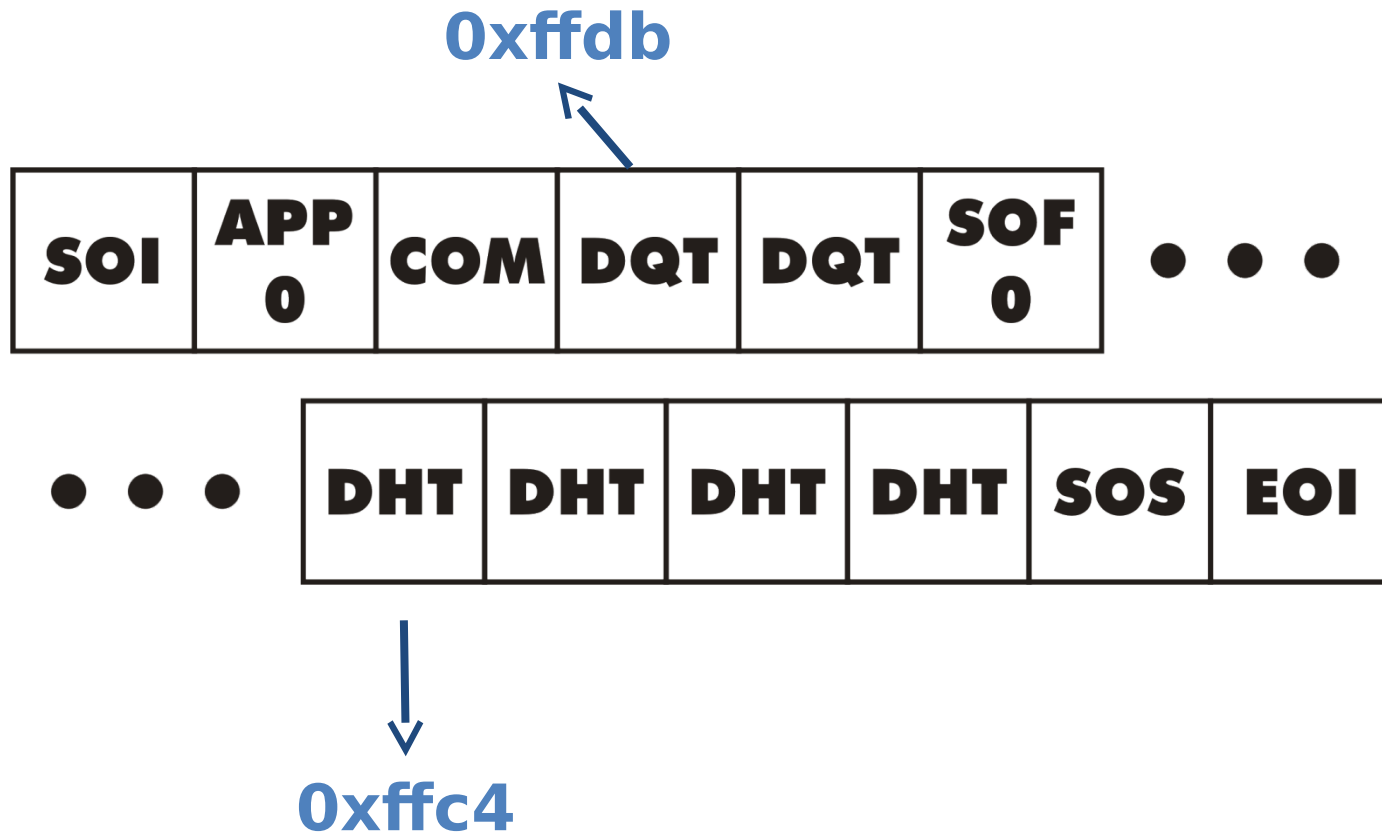 0xffdb
SOI APP 0 COM DQT DQT SOF 0
DHT DHT DHT DHT SOS EOI
0xffc4